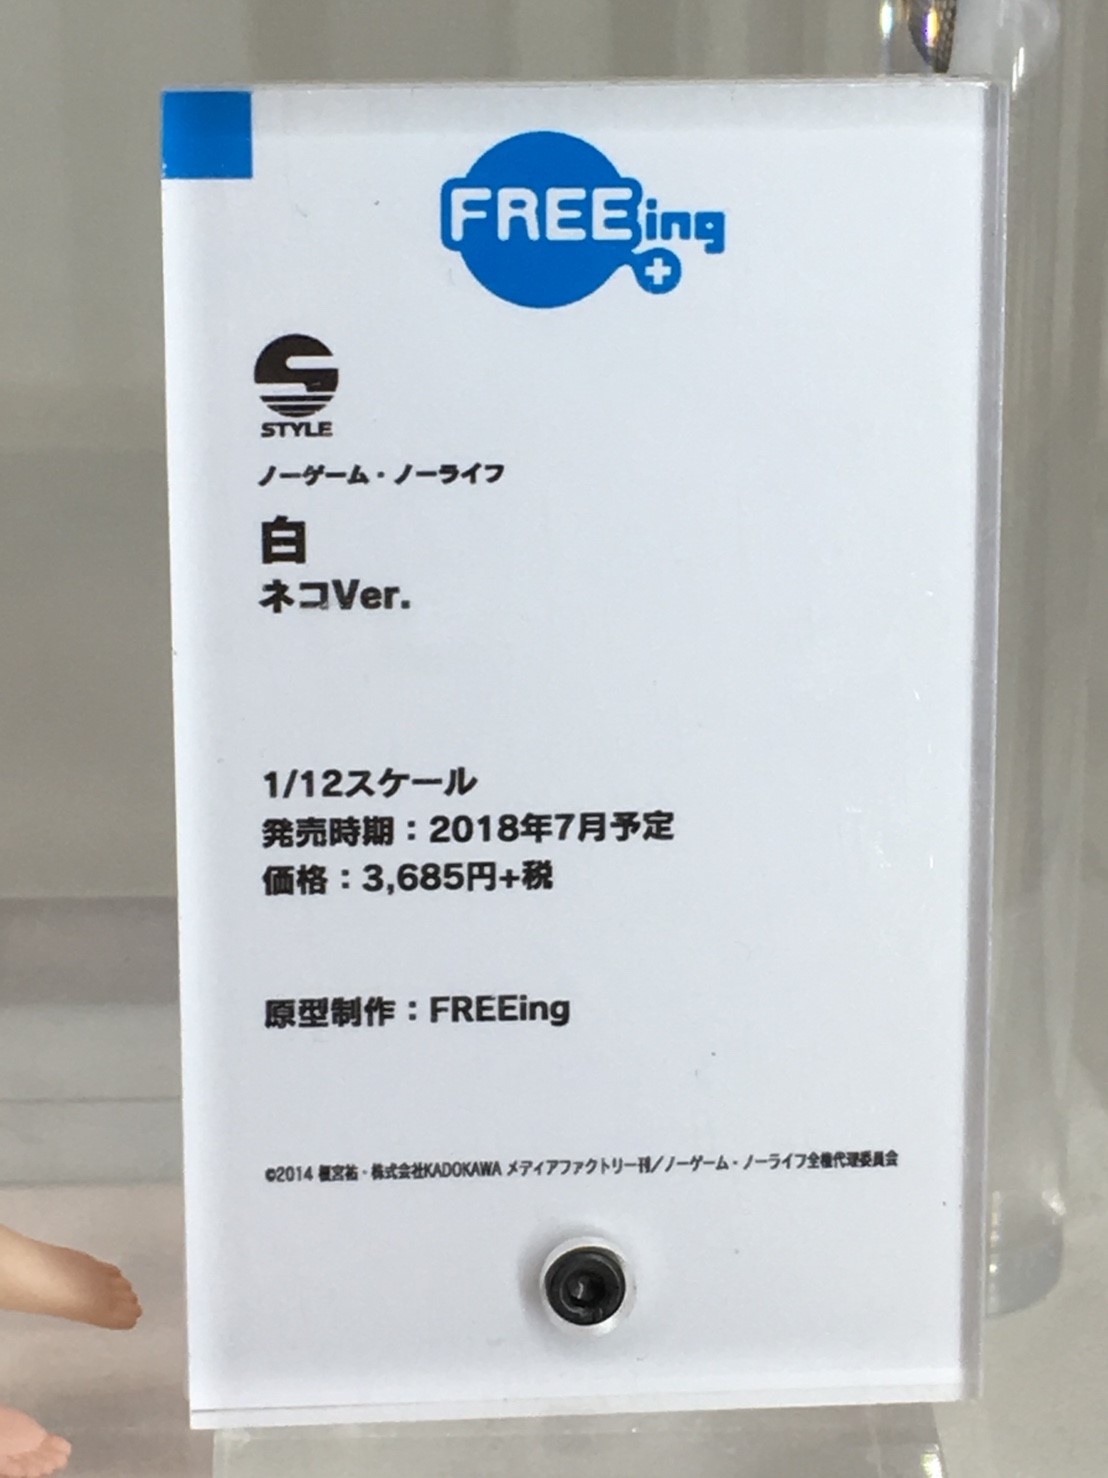 FREEing
+
S
STYLE
ノーゲーム・ノーライフ
白
ネコVer.
1/12スケール
発売時期：2018年7月予定
価格：3,685円+税
原型制作：FREEing
©2014 榎宮祐・株式会社KADOKAWA メディアファクトリー刊／ノーゲーム・ノーライフ全権代理委員会